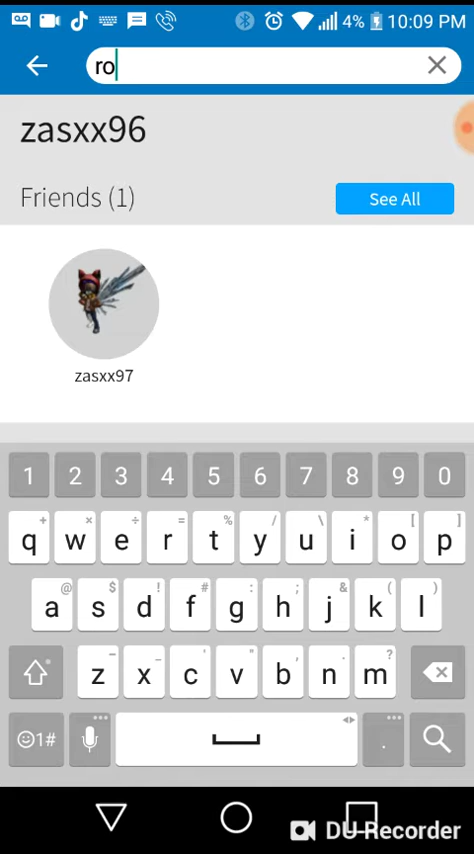 4% 10:09 PM
ro
zasxx96
Friends (1)
See All
zasxx97
1 2 3 4 5 6 7 8 9 0
+ × ÷ = % / \ * [ ]
q w e r t y u i o p
@ $ ! # : ; & ( )
a s d f g h j k l
- _ ' " , . ?
z x c v b n m
1# .
DU Recorder